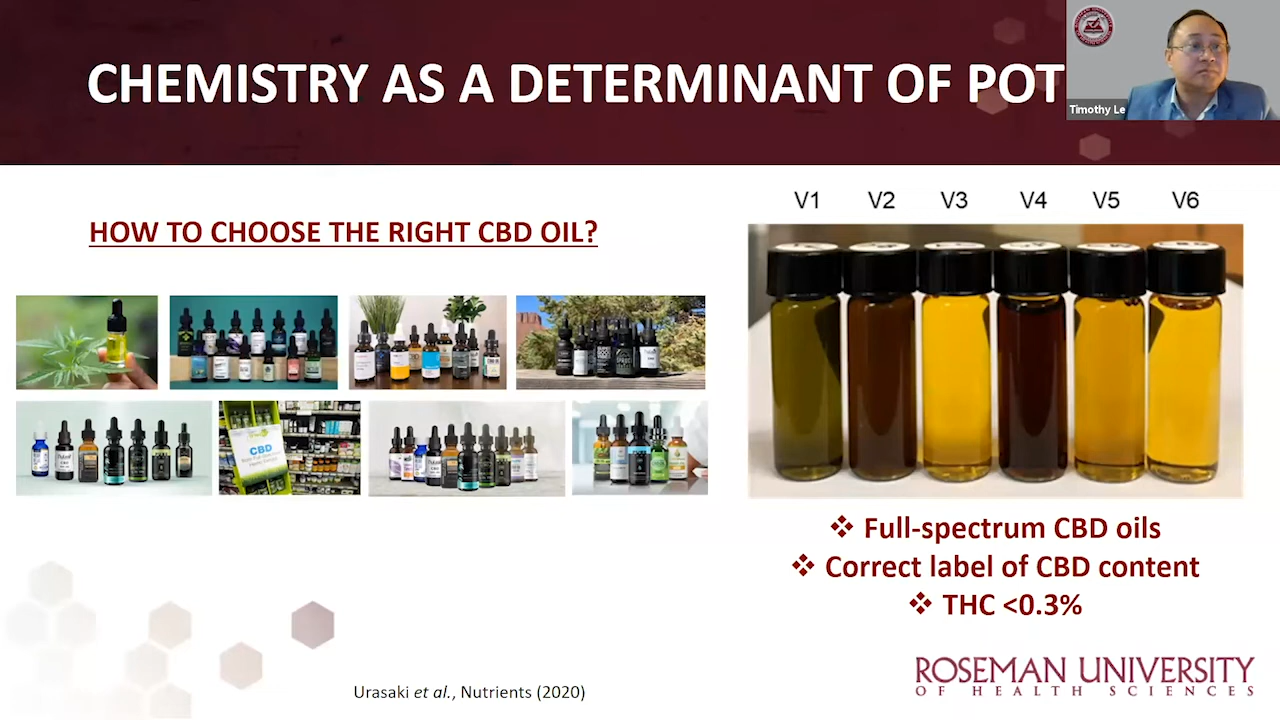 CHEMISTRY AS A DETERMINANT OF POT
Timothy Le
HOW TO CHOOSE THE RIGHT CBD OIL?
V1 V2 V3 V4 V5 V6
CBD
❖ Full-spectrum CBD oils
❖ Correct label of CBD content
❖ THC <0.3%
Urasaki et al., Nutrients (2020)
ROSEMAN UNIVERSITY
OF HEALTH SCIENCES